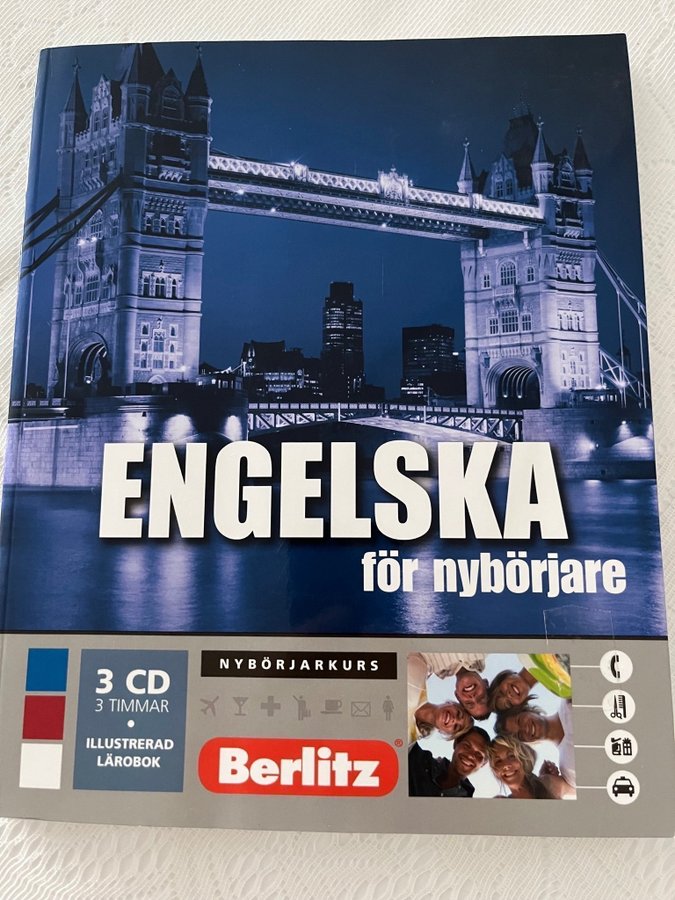 ENGELSKA
för nybörjare
3 CD
3 TIMMAR
•
ILLUSTRERAD
LÄROBOK
NYBÖRJARKURS
Berlitz®